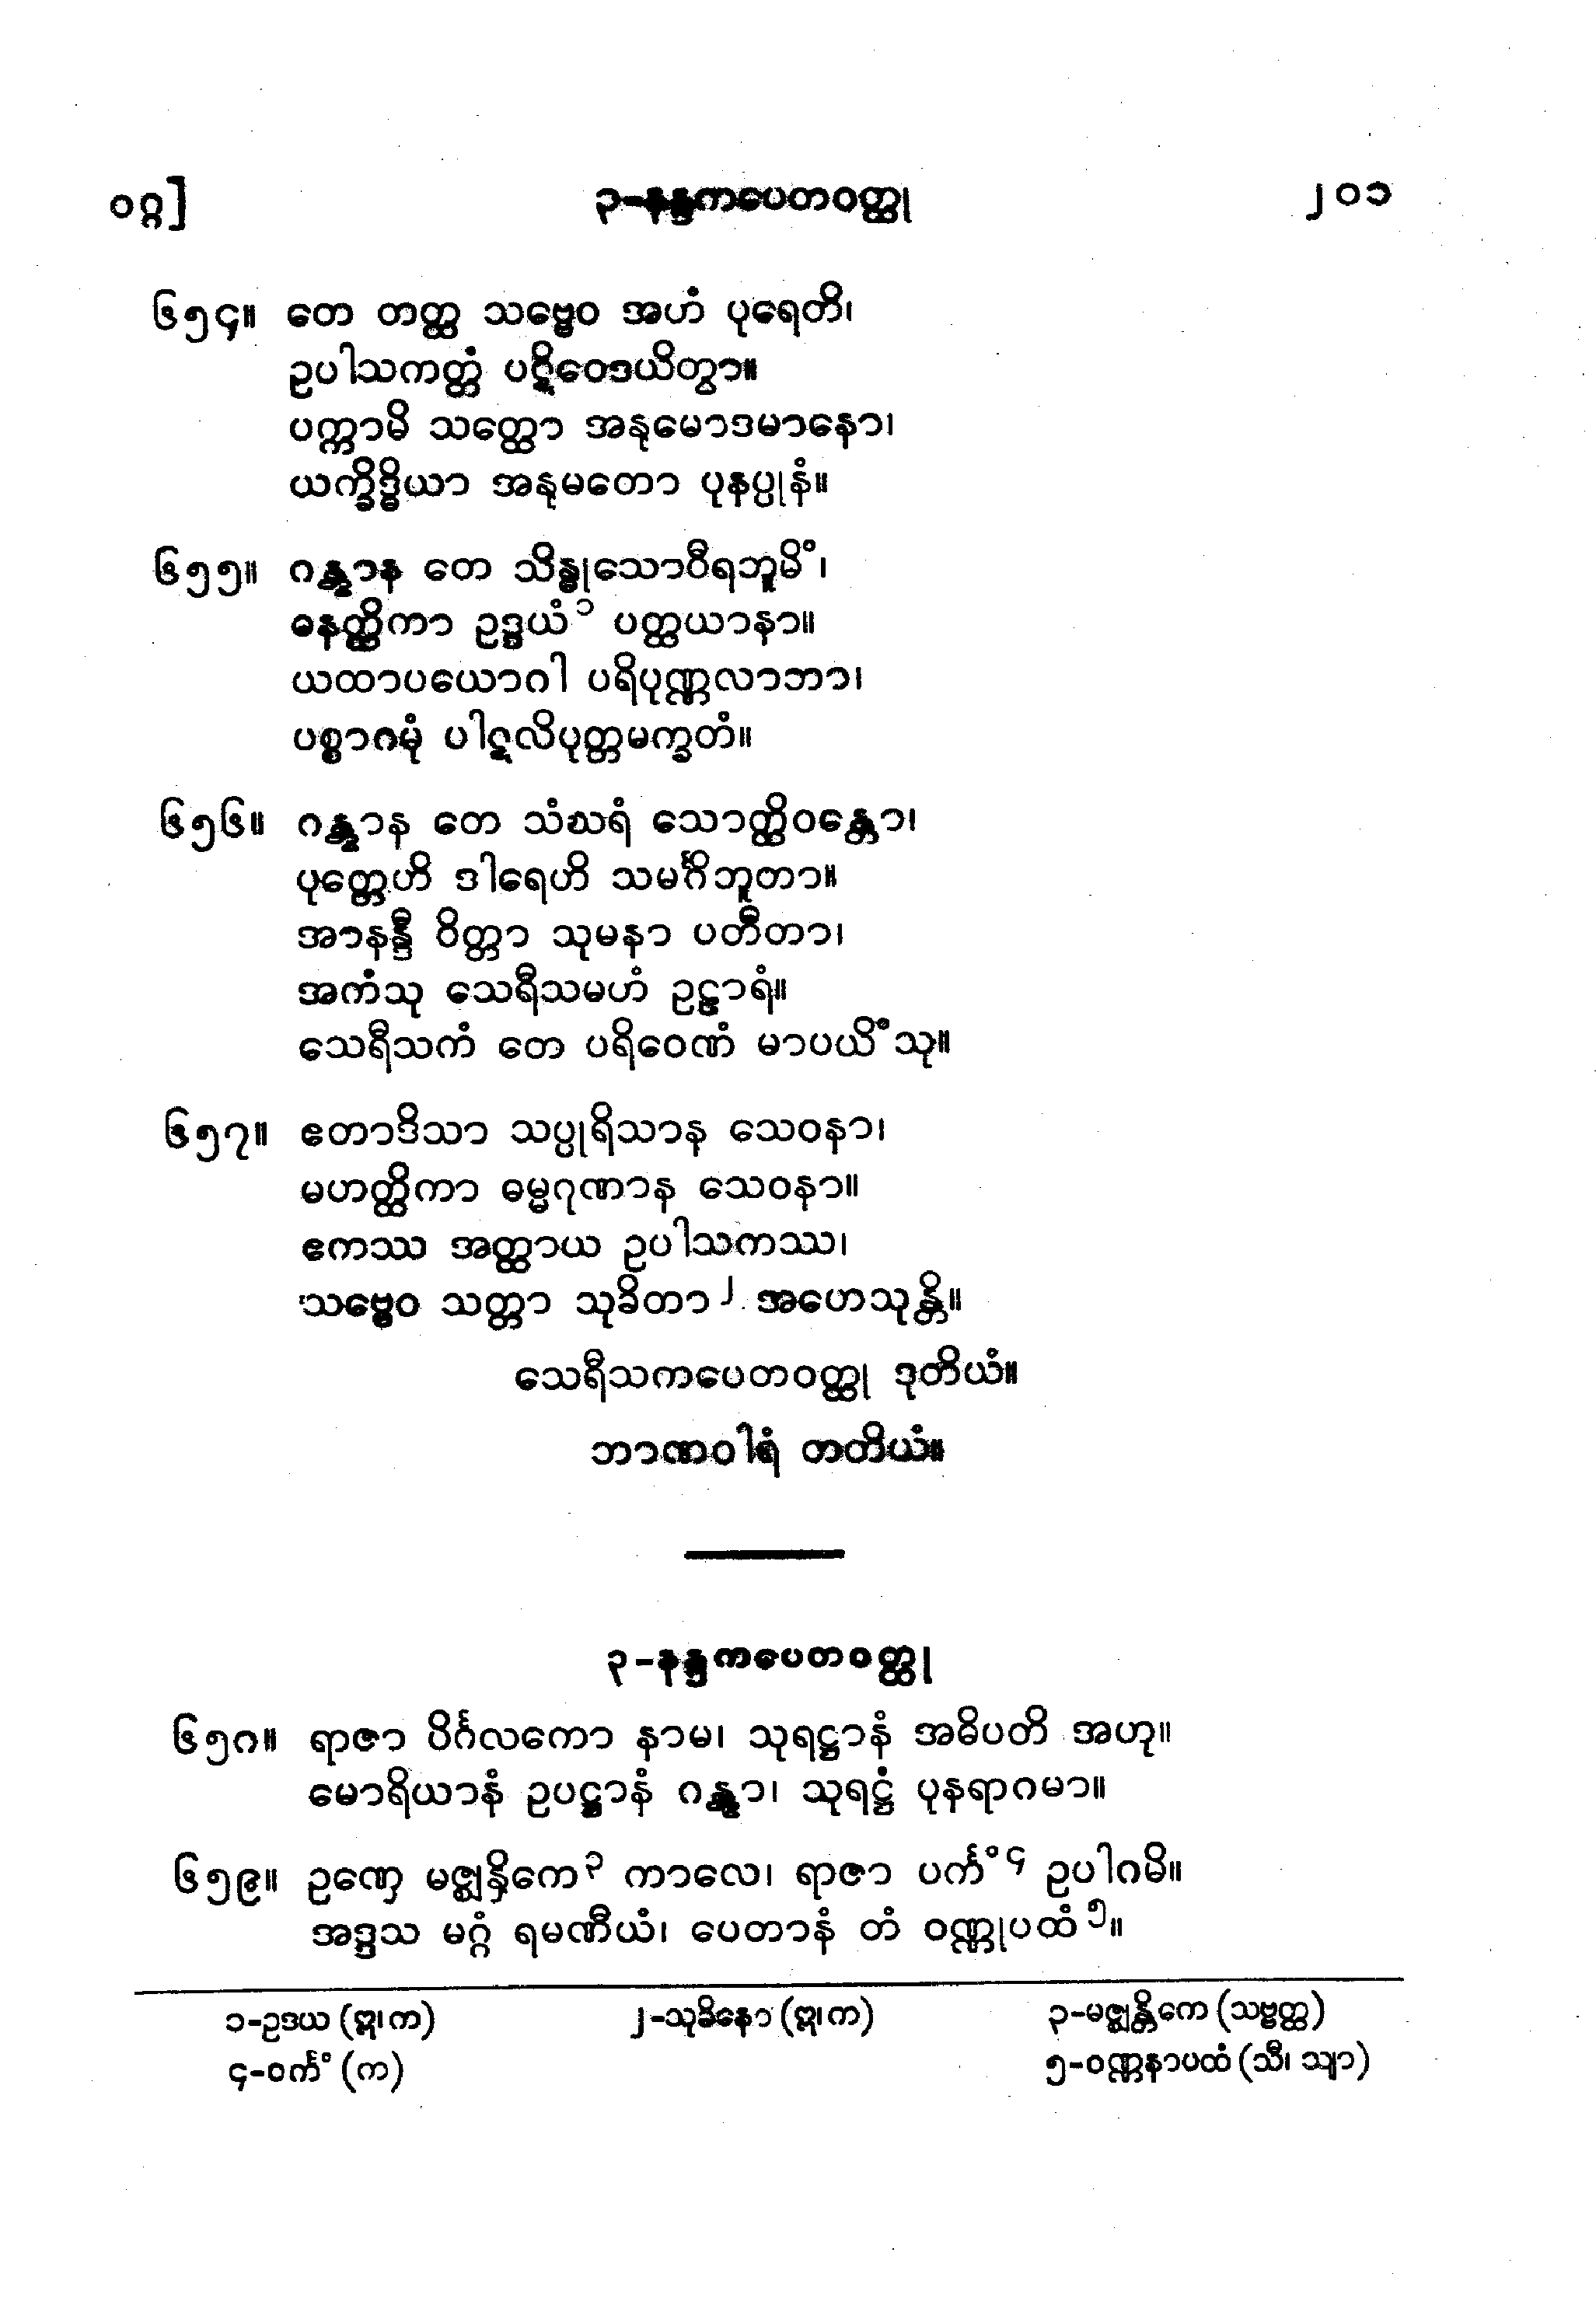 ဝဂ္ဂ] ၃-နန္ဒကပေတဝတ္ထု ၂၀၁
၆၅၄။ တေ တတ္ထ သဗ္ဗေဝ အဟံ ပုရေတိ၊
ဥပါသကတ္တံ ပဋိဝေဒယိတွာ။
ပက္ကာမိ သတ္ထော အနုမောဒမာနော၊
ယက္ခိဒ္ဓိယာ အနုမတော ပုနပ္ပုနံ။
၆၅၅။ ဂန္တွာန တေ သိန္ဓုသောဝီရဘူမိံ၊
ဓနတ္ထိကာ ဥဒ္ဒယံ၁ ပတ္ထယာနာ။
ယထာပယောဂါ ပရိပုဏ္ဏလာဘာ၊
ပစ္စာဂမုံ ပါဋလိပုတ္တမက္ခတံ။
၆၅၆။ ဂန္တွာန တေ သံဃရံ သောတ္ထိဝန္တော၊
ပုတ္တေဟိ ဒါရေဟိ သမင်္ဂိဘူတာ။
အာနန္ဒီ ဝိတ္တာ သုမနာ ပတီတာ၊
အကံသု သေရီသမဟံ ဥဠာရံ။
သေရီသကံ တေ ပရိဝေဏံ မာပယိံသု။
၆၅၇။ ဧတာဒိသာ သပ္ပုရိသာန သေဝနာ၊
မဟတ္ထိကာ ဓမ္မဂုဏာန သေဝနာ။
ဧကဿ အတ္ထာယ ဥပါသကဿ၊
သဗ္ဗေဝ သတ္တာ သုခိတာ၂ အဟေသုန္တိ။
သေရီသကပေတဝတ္ထု ဒုတိယံ။
ဘာဏဝါရံ တတိယံ။
၃-နန္ဒကပေတဝတ္ထု
၆၅၈။ ရာဇာ ပိင်္ဂလကော နာမ၊ သုရဋ္ဌာနံ အဓိပတိ အဟု။
မောရိယာနံ ဥပဋ္ဌာနံ ဂန္တွာ၊ သုရဋ္ဌံ ပုနရာဂမာ။
၆၅၉။ ဥဏှေ မဇ္ဈနှိကေ၃ ကာလေ၊ ရာဇာ ပင်္ကံ၄ ဥပါဂမိ။
အဒ္ဒသ မဂ္ဂံ ရမဏီယံ၊ ပေတာနံ တံ ဝဏ္ဏုပထံ၅။
၁-ဥဒယ (ဋ္ဌ၊ က) ၂-သုခိနော (ဋ္ဌ၊ က) ၃-မဇ္ဈန္တိကေ (သဗ္ဗတ္ထ)
၄-ဝင်္ကံ (က) ၅-ဝဏ္ဏနာပထံ (သီ၊ သျာ)